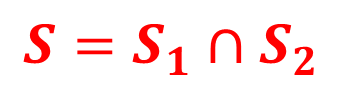 S = S₁ ∩ S₂